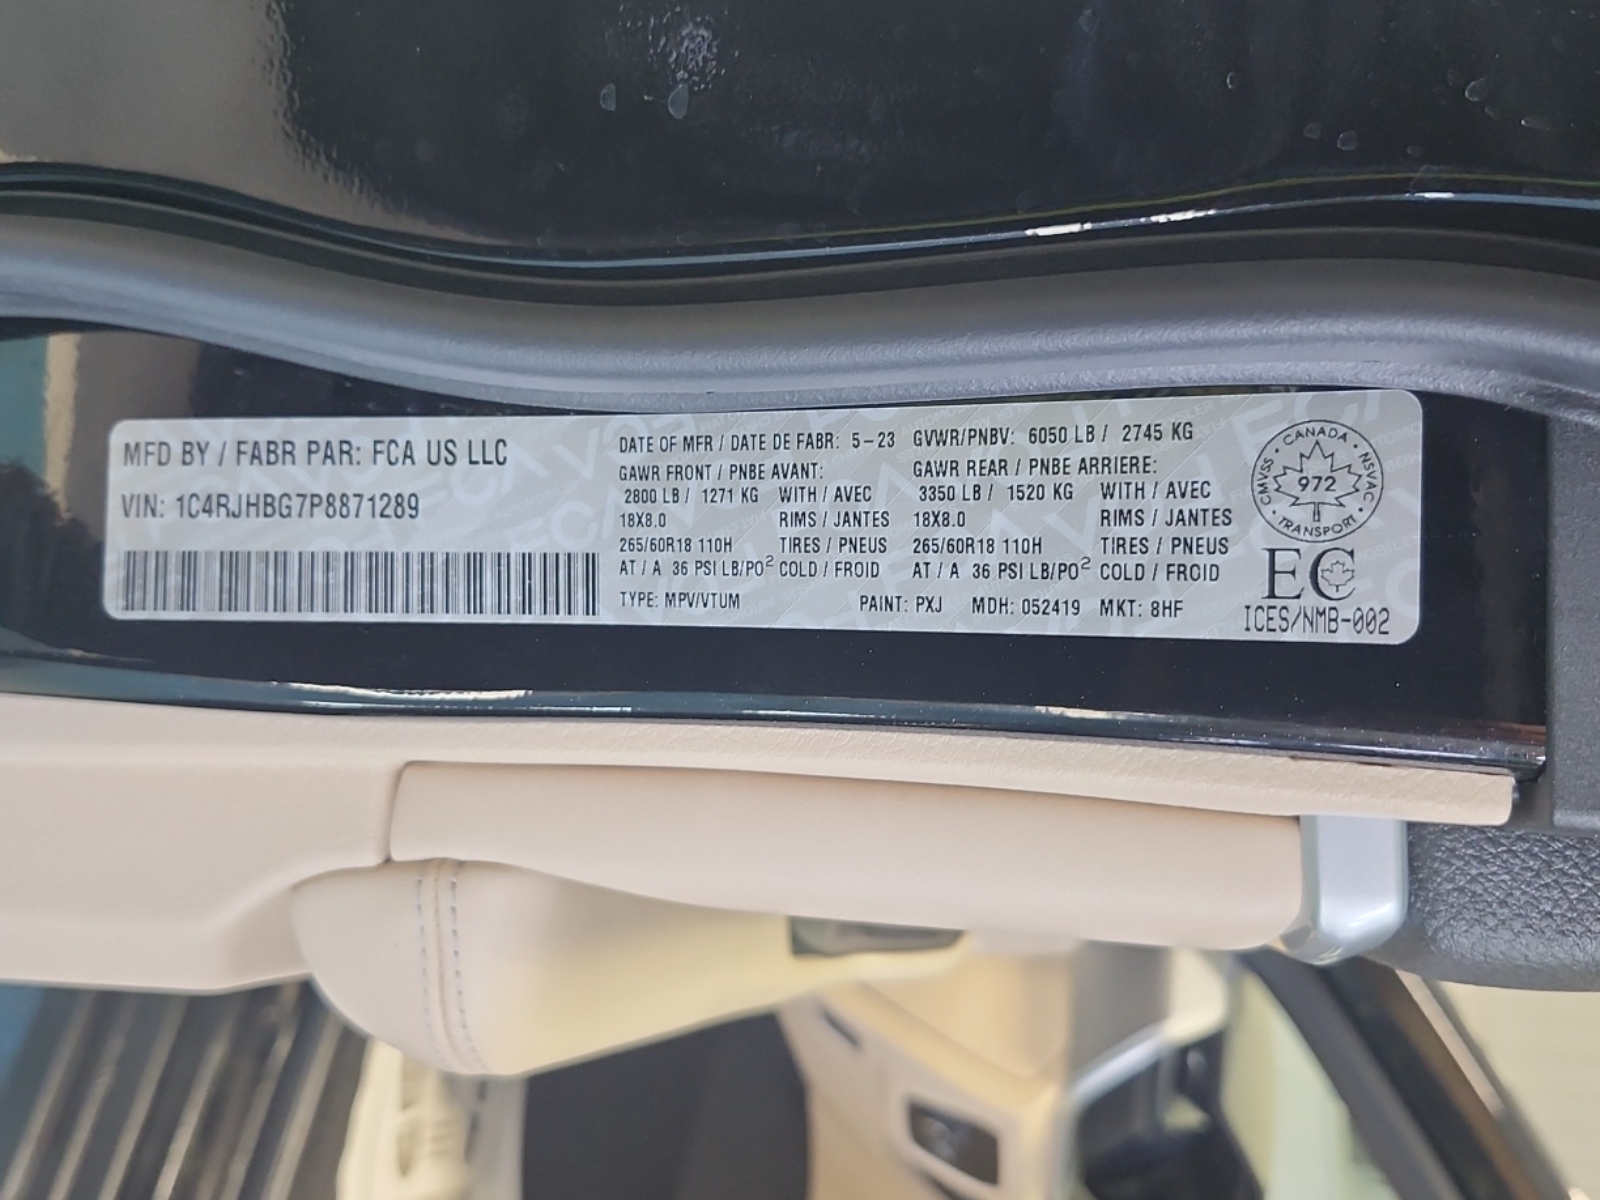 MFD BY / FABR PAR: FCA US LLC
VIN: 1C4RJHBG7P8871289
DATE OF MFR / DATE DE FABR: 5-23 GVWR/PNBV: 6050 LB / 2745 KG
GAWR FRONT / PNBE AVANT: GAWR REAR / PNBE ARRIERE:
2800 LB / 1271 KG WITH / AVEC 3350 LB / 1520 KG WITH / AVEC
18X8.0 RIMS / JANTES 18X8.0 RIMS / JANTES
265/60R18 110H TIRES / PNEUS 265/60R18 110H TIRES / PNEUS
AT / A 36 PSI LB/PO² COLD / FROID AT / A 36 PSI LB/PO² COLD / FROID
TYPE: MPV/VTUM PAINT: PXJ MDH: 052419 MKT: 8HF
CANADA
CMVSS 972 NSVAC
TRANSPORT
EC
ICES/NMB-002